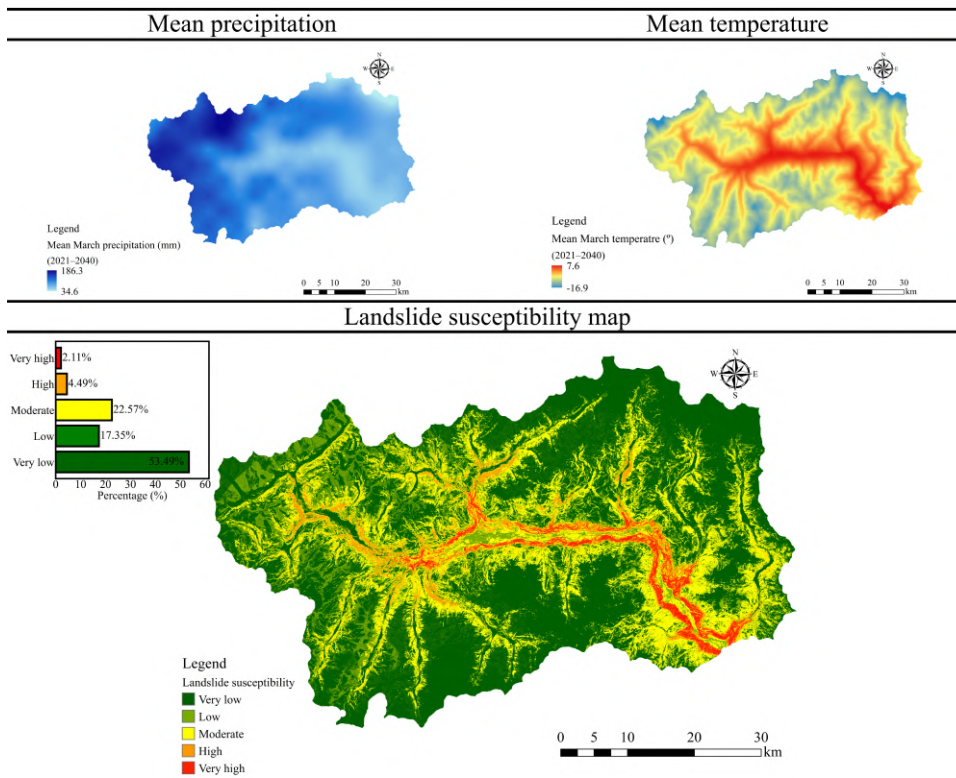 Mean precipitation
Mean temperature
N
W E
S
Legend
Mean March precipitation (mm)
(2021–2040)
186.3
34.6
0 5 10 20 30
km
N
W E
S
Legend
Mean March temperatre (º)
(2021–2040)
7.6
-16.9
0 5 10 20 30
km
Landslide susceptibility map
Very high 2.11%
High 4.49%
Moderate 22.57%
Low 17.35%
Very low 53.49%
0 10 20 30 40 50 60
Percentage (%)
N
W E
S
Legend
Landslide susceptibility
Very low
Low
Moderate
High
Very high
0 5 10 20 30
km